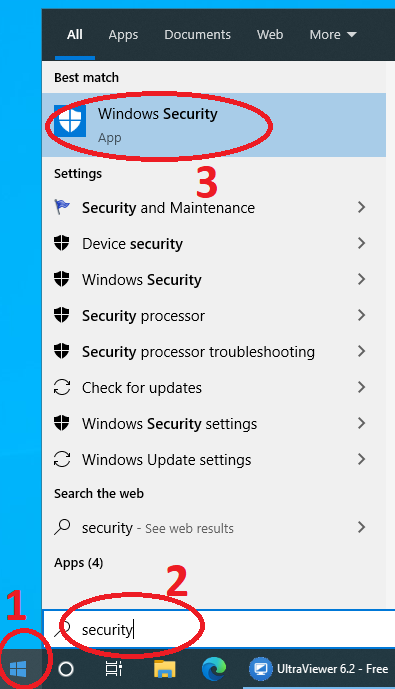 All Apps Documents Web More
Best match
Windows Security
App
3
Settings
Security and Maintenance
Device security
Windows Security
Security processor
Security processor troubleshooting
Check for updates
Windows Security settings
Windows Update settings
Search the web
security - See web results
Apps (4)
2
1
security
UltraViewer 6.2 - Free